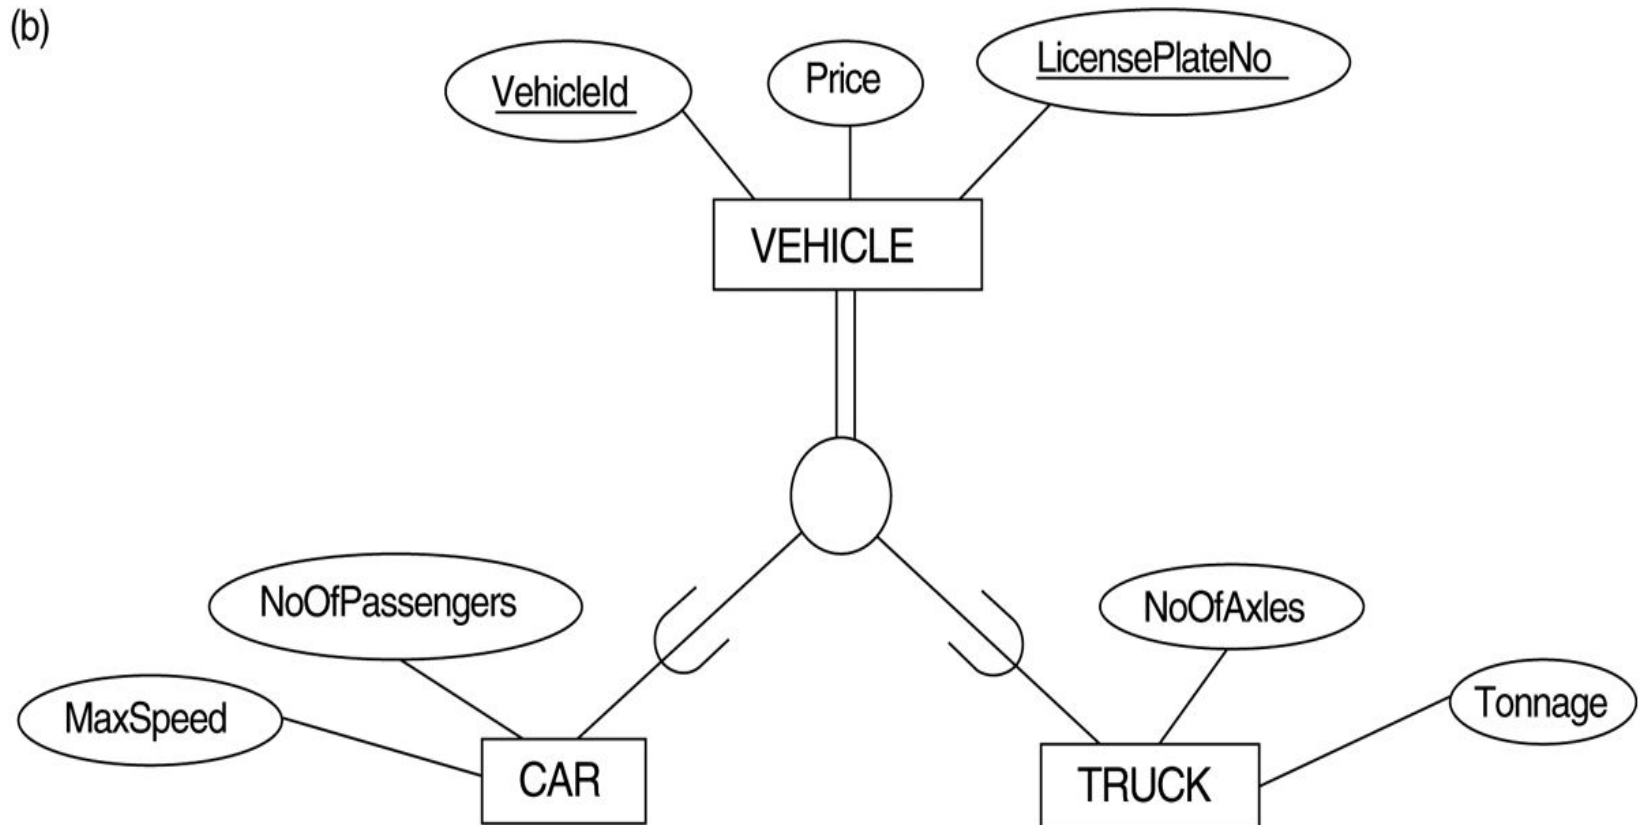 (b)
VehicleId
Price
LicensePlateNo
VEHICLE
NoOfPassengers
NoOfAxles
MaxSpeed
Tonnage
CAR
TRUCK